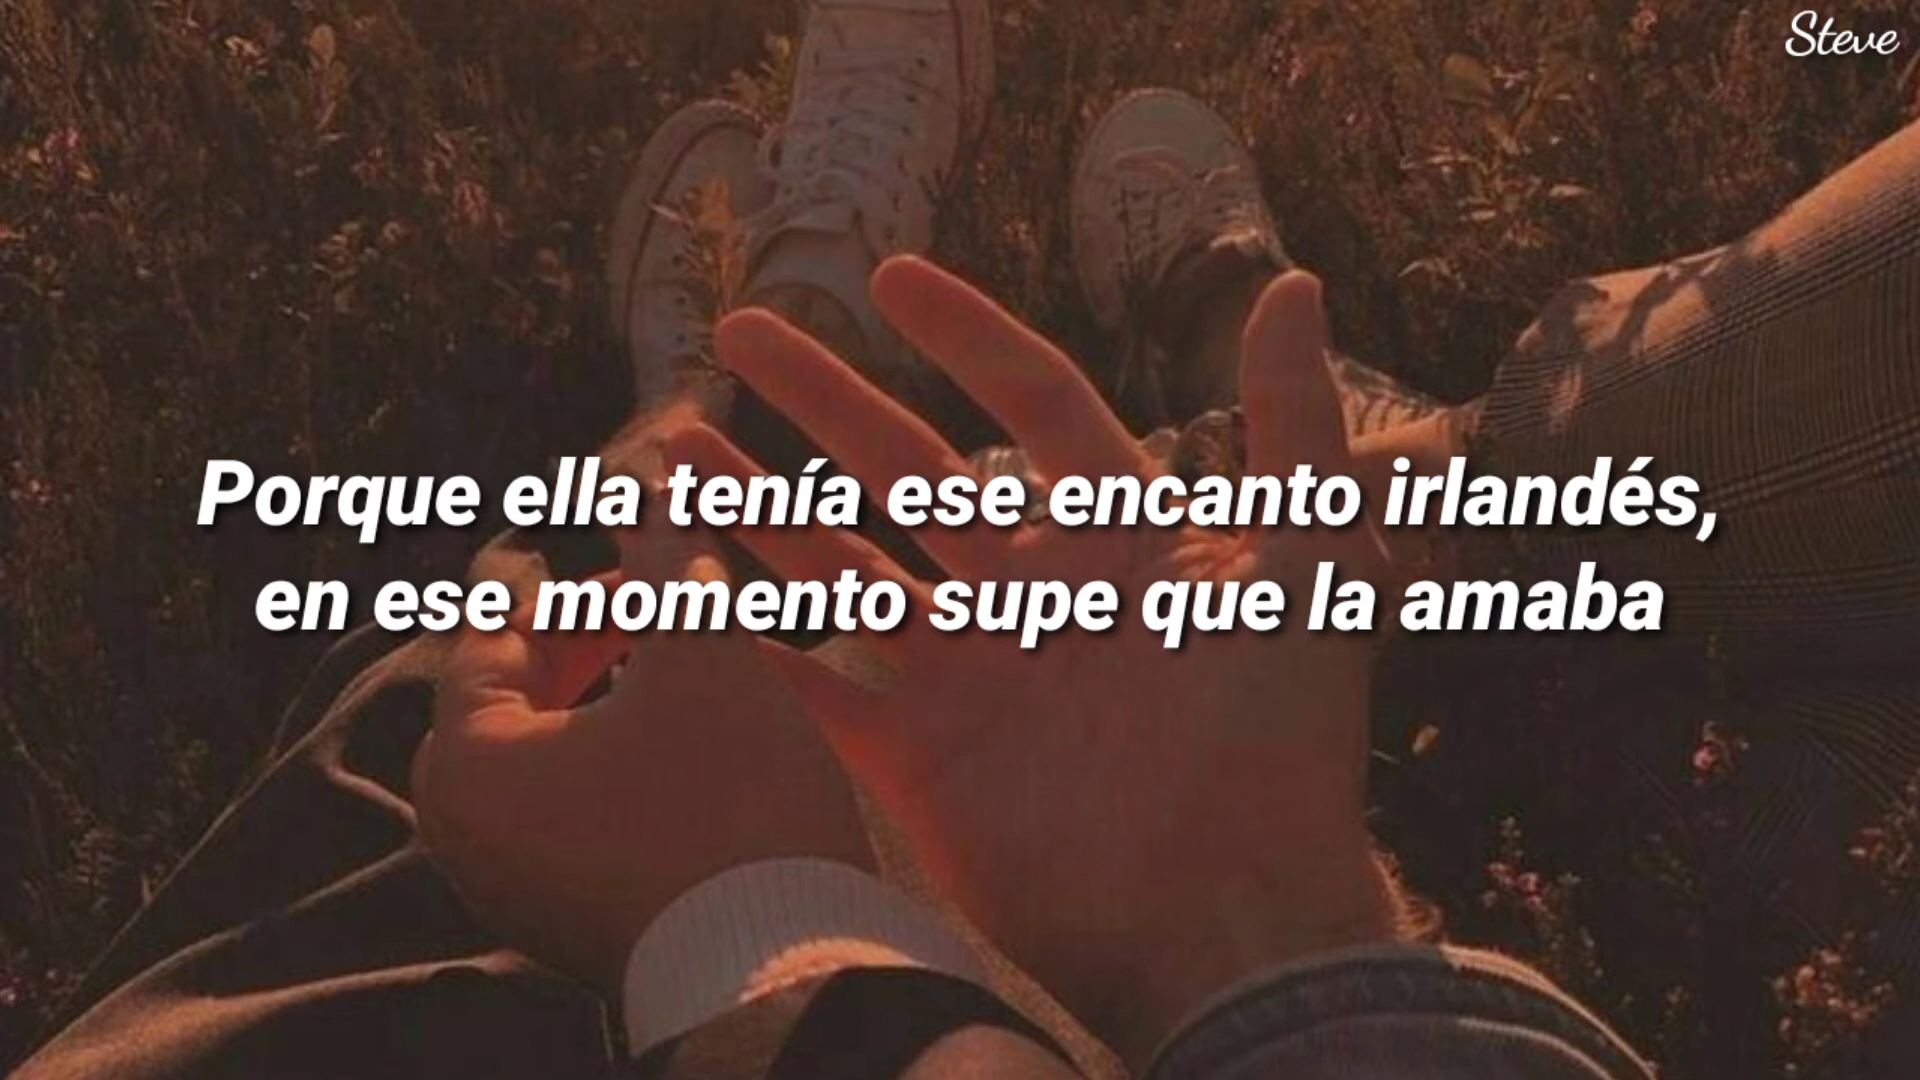 Steve
Porque ella tenía ese encanto irlandés,
en ese momento supe que la amaba